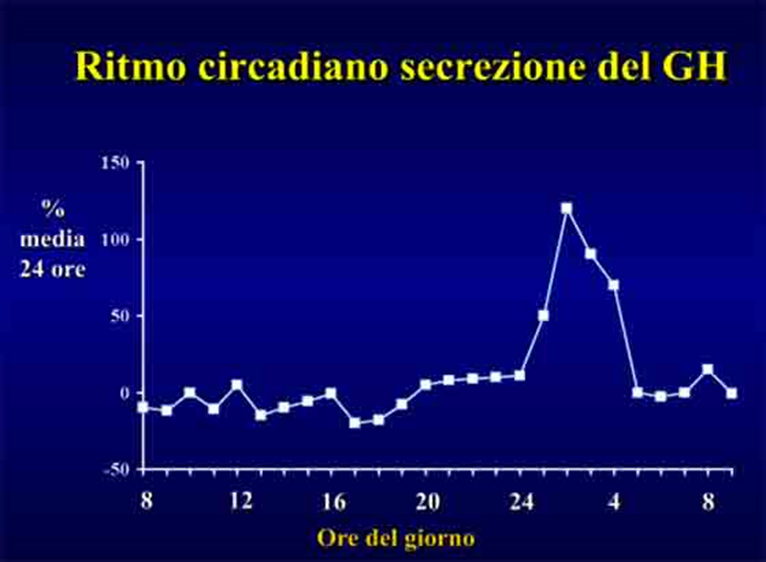 Ritmo circadiano secrezione del GH
%
media
24 ore
150
100
50
0
-50
8 12 16 20 24 4 8
Ore del giorno